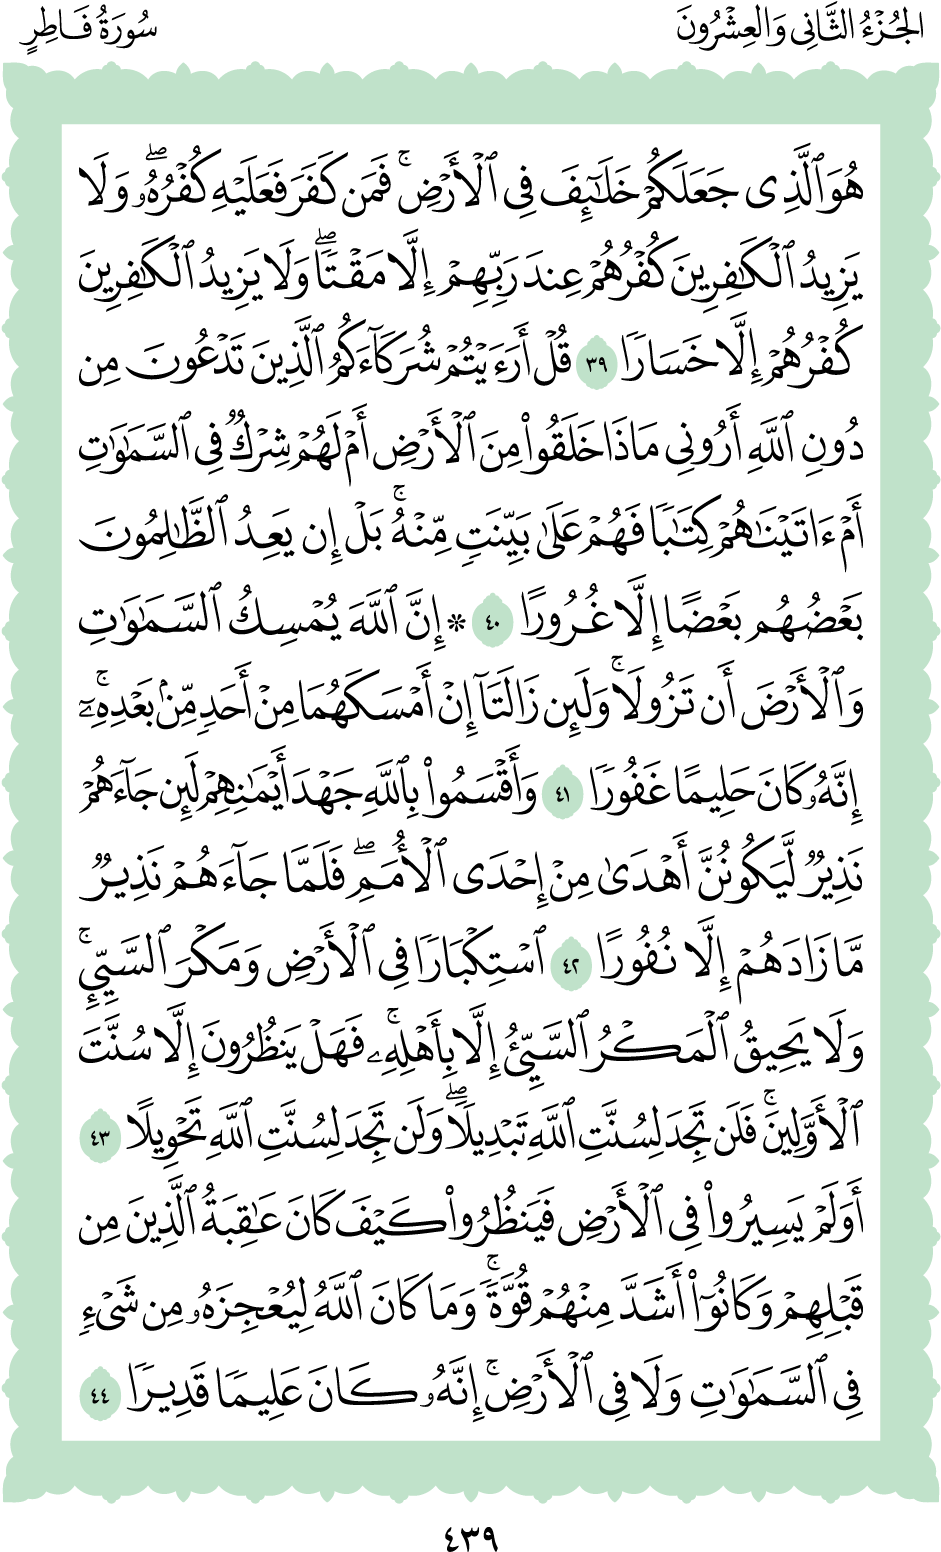 الجُزْءُ الثَّانِي وَالعِشْرُونَ
سُورَةُ فَاطِرٍ
هُوَ ٱلَّذِى جَعَلَكُمْ خَلَـٰٓئِفَ فِى ٱلْأَرْضِ ۚ فَمَن كَفَرَ فَعَلَيْهِ كُفْرُهُۥ ۖ وَلَا
يَزِيدُ ٱلْكَـٰفِرِينَ كُفْرُهُمْ عِندَ رَبِّهِمْ إِلَّا مَقْتًا ۖ وَلَا يَزِيدُ ٱلْكَـٰفِرِينَ
كُفْرُهُمْ إِلَّا خَسَارًا ٣٩ قُلْ أَرَءَيْتُمْ شُرَكَآءَكُمُ ٱلَّذِينَ تَدْعُونَ مِن
دُونِ ٱللَّهِ أَرُونِى مَاذَا خَلَقُوا۟ مِنَ ٱلْأَرْضِ أَمْ لَهُمْ شِرْكٌ فِى ٱلسَّمَـٰوَٰتِ
أَمْ ءَاتَيْنَـٰهُمْ كِتَـٰبًا فَهُمْ عَلَىٰ بَيِّنَتٍ مِّنْهُ ۚ بَلْ إِن يَعِدُ ٱلظَّـٰلِمُونَ
بَعْضُهُم بَعْضًا إِلَّا غُرُورًا ٤٠ ۞ إِنَّ ٱللَّهَ يُمْسِكُ ٱلسَّمَـٰوَٰتِ
وَٱلْأَرْضَ أَن تَزُولَا ۚ وَلَئِن زَالَتَآ إِنْ أَمْسَكَهُمَا مِنْ أَحَدٍ مِّنۢ بَعْدِهِۦٓ ۚ
إِنَّهُۥ كَانَ حَلِيمًا غَفُورًا ٤١ وَأَقْسَمُوا۟ بِٱللَّهِ جَهْدَ أَيْمَـٰنِهِمْ لَئِن جَآءَهُمْ
نَذِيرٌ لَّيَكُونُنَّ أَهْدَىٰ مِنْ إِحْدَى ٱلْأُمَمِ ۖ فَلَمَّا جَآءَهُمْ نَذِيرٌ
مَّا زَادَهُمْ إِلَّا نُفُورًا ٤٢ ٱسْتِكْبَارًا فِى ٱلْأَرْضِ وَمَكْرَ ٱلسَّيِّئِ ۚ
وَلَا يَحِيقُ ٱلْمَكْرُ ٱلسَّيِّئُ إِلَّا بِأَهْلِهِۦ ۚ فَهَلْ يَنظُرُونَ إِلَّا سُنَّتَ
ٱلْأَوَّلِينَ ۚ فَلَن تَجِدَ لِسُنَّتِ ٱللَّهِ تَبْدِيلًا ۖ وَلَن تَجِدَ لِسُنَّتِ ٱللَّهِ تَحْوِيلًا ٤٣
أَوَلَمْ يَسِيرُوا۟ فِى ٱلْأَرْضِ فَيَنظُرُوا۟ كَيْفَ كَانَ عَـٰقِبَةُ ٱلَّذِينَ مِن
قَبْلِهِمْ وَكَانُوٓا۟ أَشَدَّ مِنْهُمْ قُوَّةً ۚ وَمَا كَانَ ٱللَّهُ لِيُعْجِزَهُۥ مِن شَىْءٍ
فِى ٱلسَّمَـٰوَٰتِ وَلَا فِى ٱلْأَرْضِ ۚ إِنَّهُۥ كَانَ عَلِيمًا قَدِيرًا ٤٤
٤٣٩